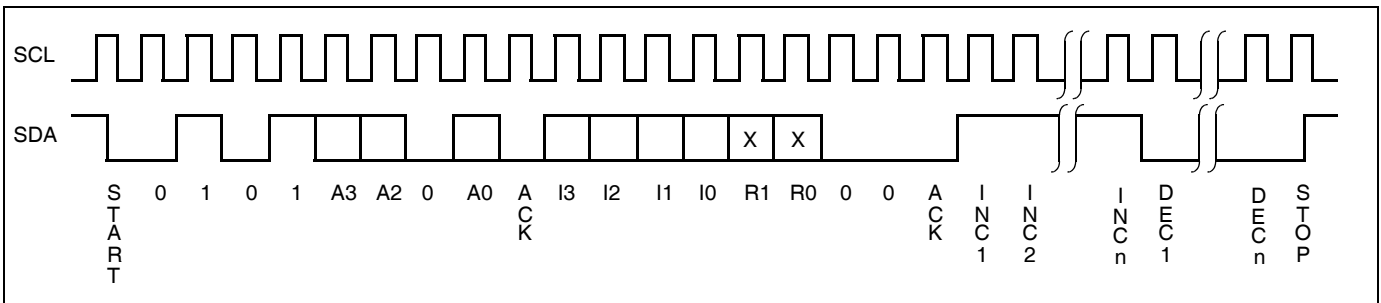 SCL
SDA
X X
START 0 1 0 1 A3 A2 0 A0 ACK I3 I2 I1 I0 R1 R0 0 0 ACK INC1 INC2 INCn DEC1 DECn STOP